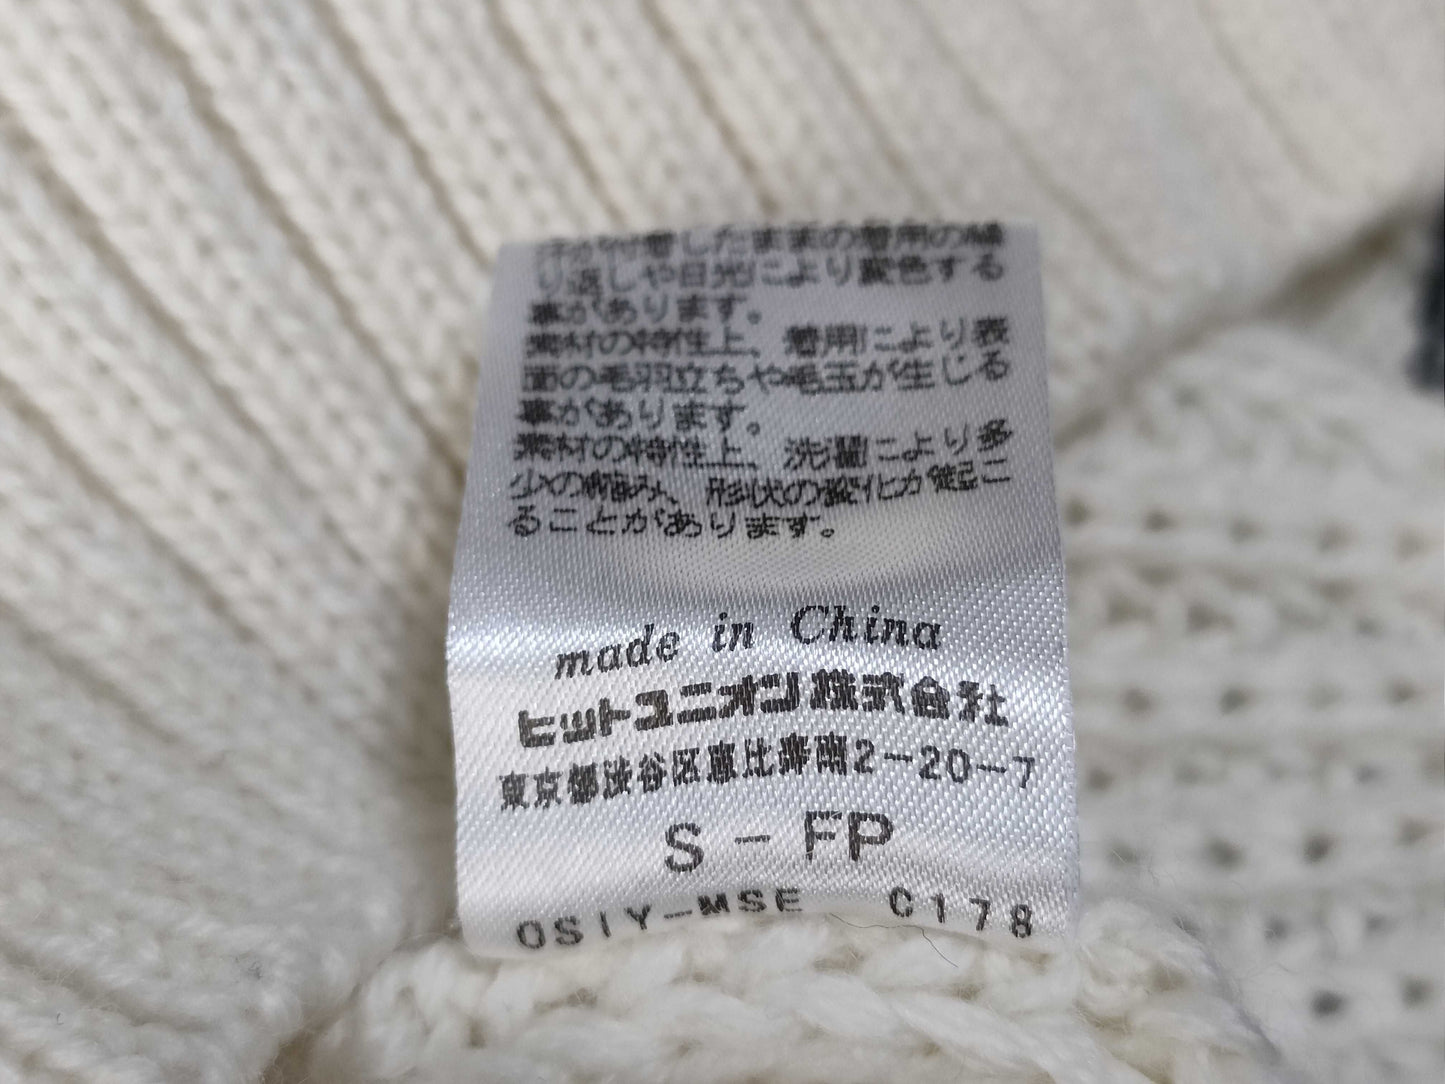 汗が付着したままの着用の繰
り返しや日光により変色する
事があります。
素材の特性上、着用により表
面の毛羽立ちや毛玉が生じる
事があります。
素材の特性上、洗濯により多
少の縮み、形状の変化が起こ
ることがあります。
made in China
ヒットユニオン株式会社
東京都渋谷区恵比寿南2-20-7
S-FP
OSIY-MSE C178